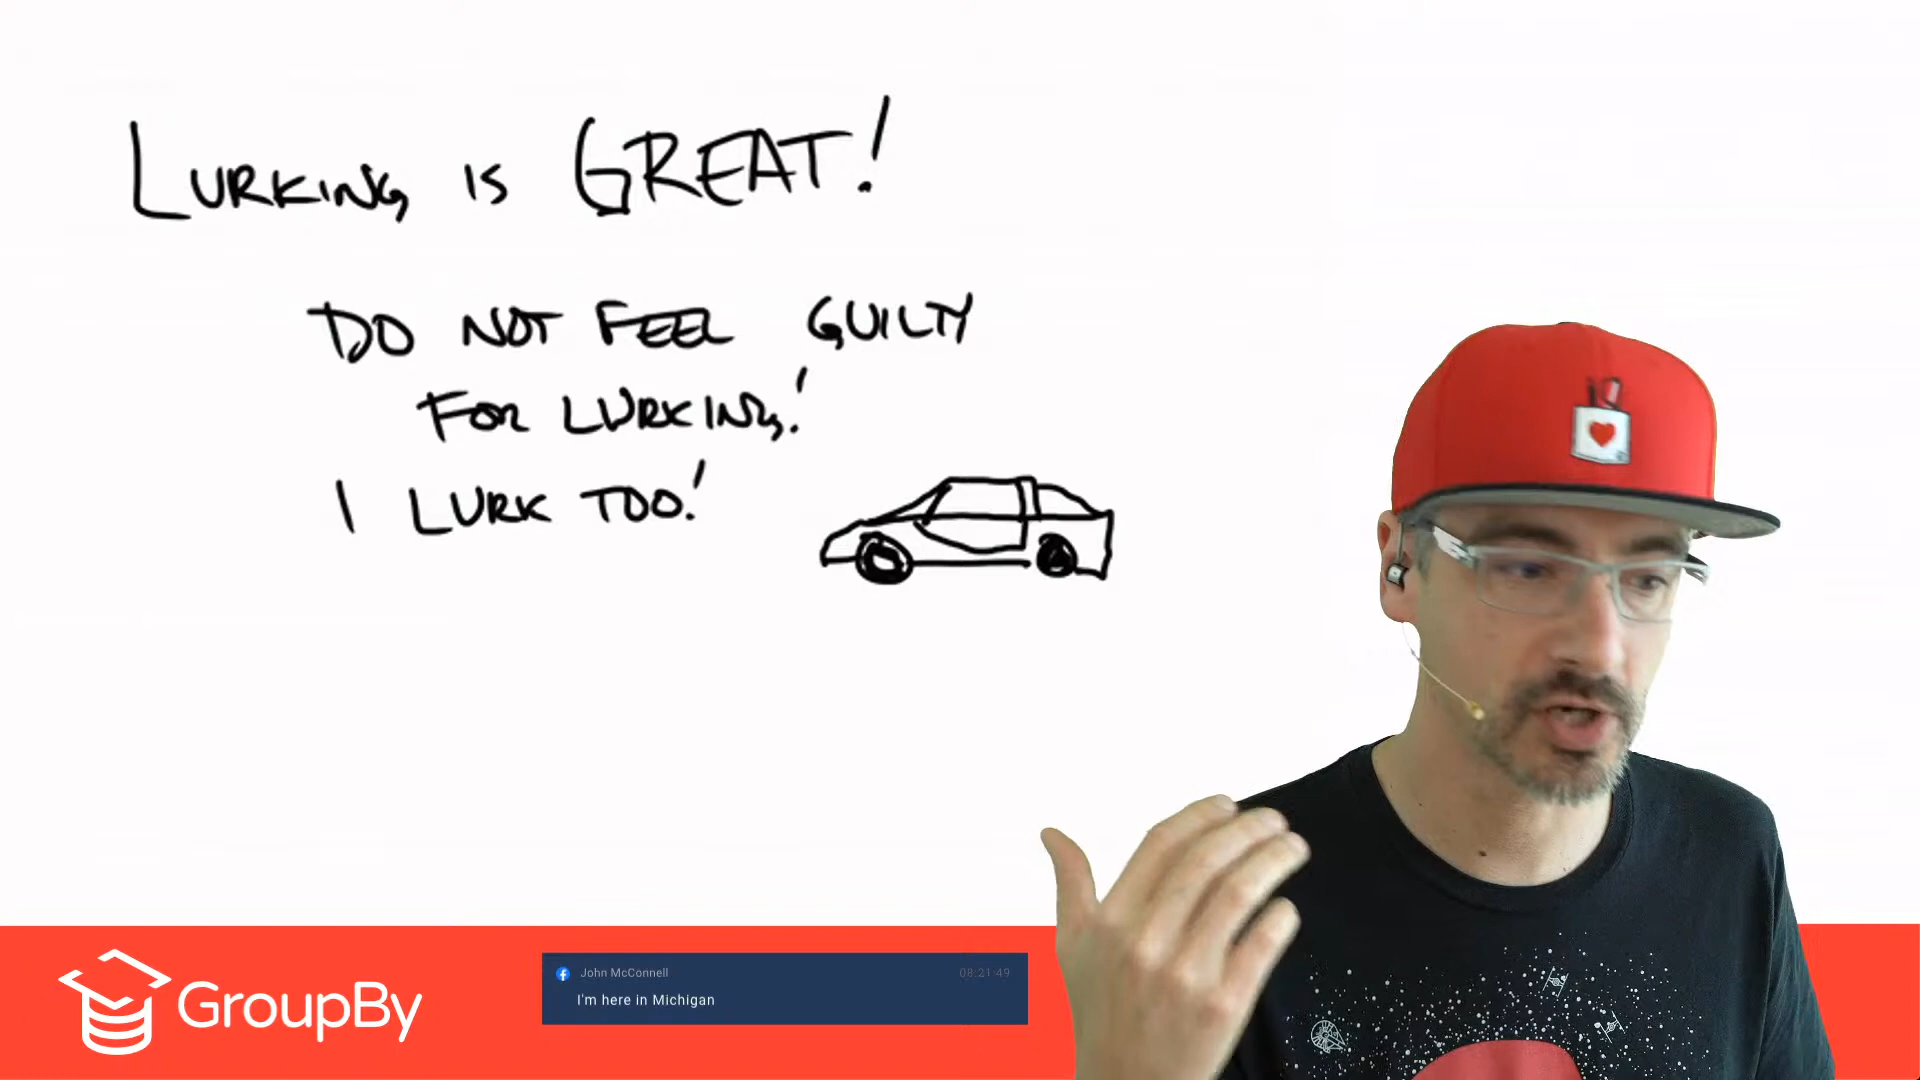 LURKING IS GREAT!
DO NOT FEEL GUILTY
FOR LURKING!
I LURK TOO!
GroupBy
John McConnell 08:21:49
I'm here in Michigan